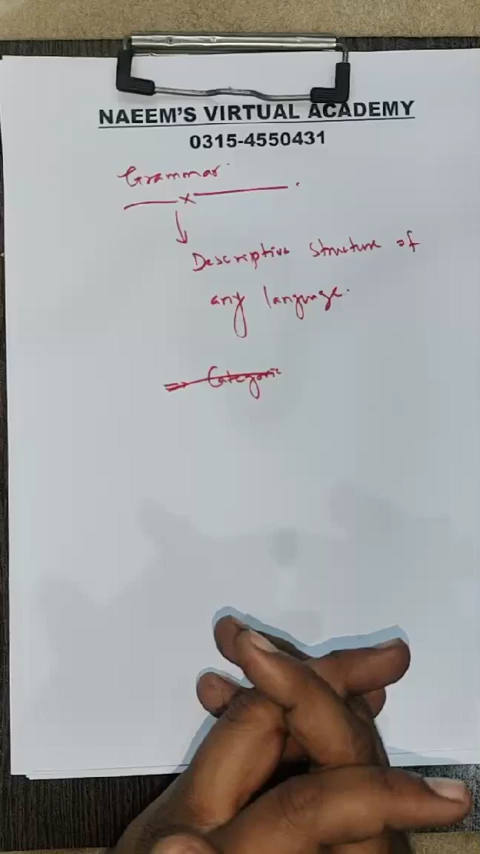 NAEEM'S VIRTUAL ACADEMY
0315-4550431
Grammar
Descriptive structure of
any language.
⇒ Categori